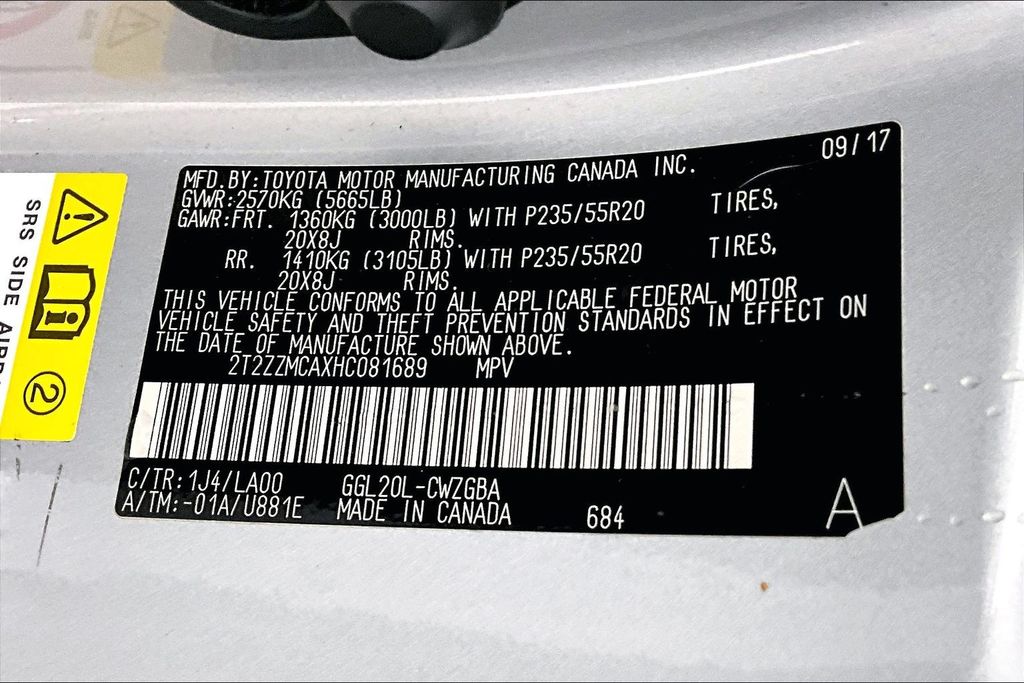 09/17
MFD.BY:TOYOTA MOTOR MANUFACTURING CANADA INC.
GVWR:2570KG (5665LB)
GAWR:FRT. 1360KG (3000LB) WITH P235/55R20 TIRES,
20X8J RIMS.
RR. 1410KG (3105LB) WITH P235/55R20 TIRES,
20X8J RIMS.
THIS VEHICLE CONFORMS TO ALL APPLICABLE FEDERAL MOTOR
VEHICLE SAFETY AND THEFT PREVENTION STANDARDS IN EFFECT ON
THE DATE OF MANUFACTURE SHOWN ABOVE.
2T2ZZMCAXHC081689 MPV
C/TR:1J4/LA00 GGL20L-CWZGBA
A/TM:-01A/U881E MADE IN CANADA 684
A
SRS SIDE
2